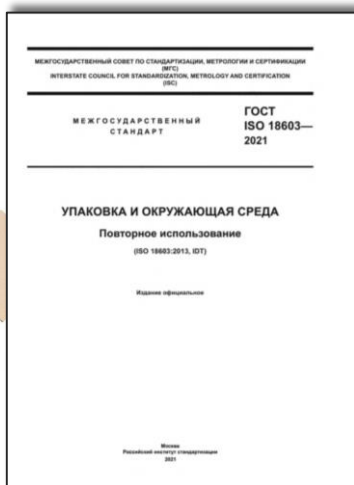 МЕЖГОСУДАРСТВЕННЫЙ СОВЕТ ПО СТАНДАРТИЗАЦИИ, МЕТРОЛОГИИ И СЕРТИФИКАЦИИ
(МГС)
INTERSTATE COUNCIL FOR STANDARDIZATION, METROLOGY AND CERTIFICATION
(ISC)
МЕЖГОСУДАРСТВЕННЫЙ
СТАНДАРТ
ГОСТ
ISO 18603—
2021
УПАКОВКА И ОКРУЖАЮЩАЯ СРЕДА
Повторное использование
(ISO 18603:2013, IDT)
Издание официальное
Москва
Российский институт стандартизации
2021